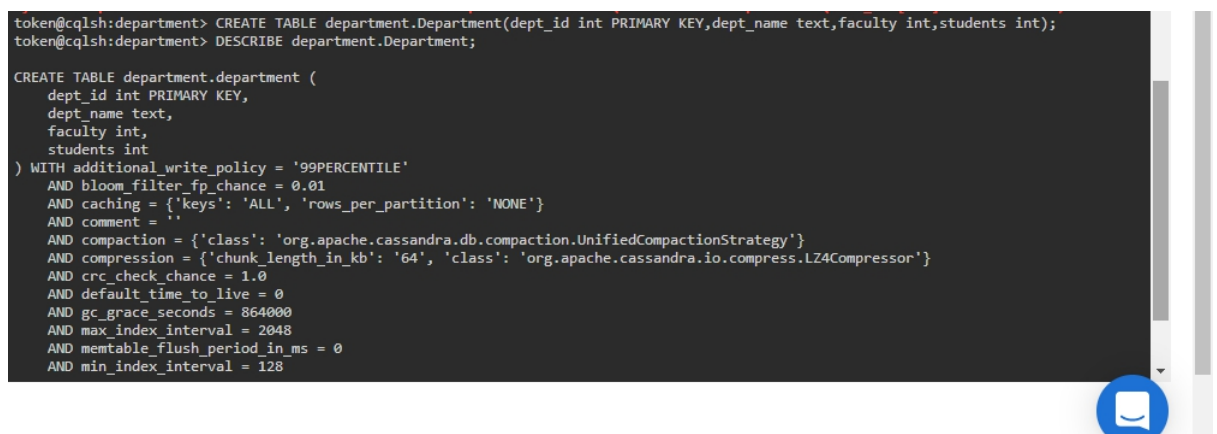 token@cqlsh:department> CREATE TABLE department.Department(dept_id int PRIMARY KEY,dept_name text,faculty int,students int);
token@cqlsh:department> DESCRIBE department.Department;
CREATE TABLE department.department (
    dept_id int PRIMARY KEY,
    dept_name text,
    faculty int,
    students int
) WITH additional_write_policy = '99PERCENTILE'
    AND bloom_filter_fp_chance = 0.01
    AND caching = {'keys': 'ALL', 'rows_per_partition': 'NONE'}
    AND comment = ''
    AND compaction = {'class': 'org.apache.cassandra.db.compaction.UnifiedCompactionStrategy'}
    AND compression = {'chunk_length_in_kb': '64', 'class': 'org.apache.cassandra.io.compress.LZ4Compressor'}
    AND crc_check_chance = 1.0
    AND default_time_to_live = 0
    AND gc_grace_seconds = 864000
    AND max_index_interval = 2048
    AND memtable_flush_period_in_ms = 0
    AND min_index_interval = 128